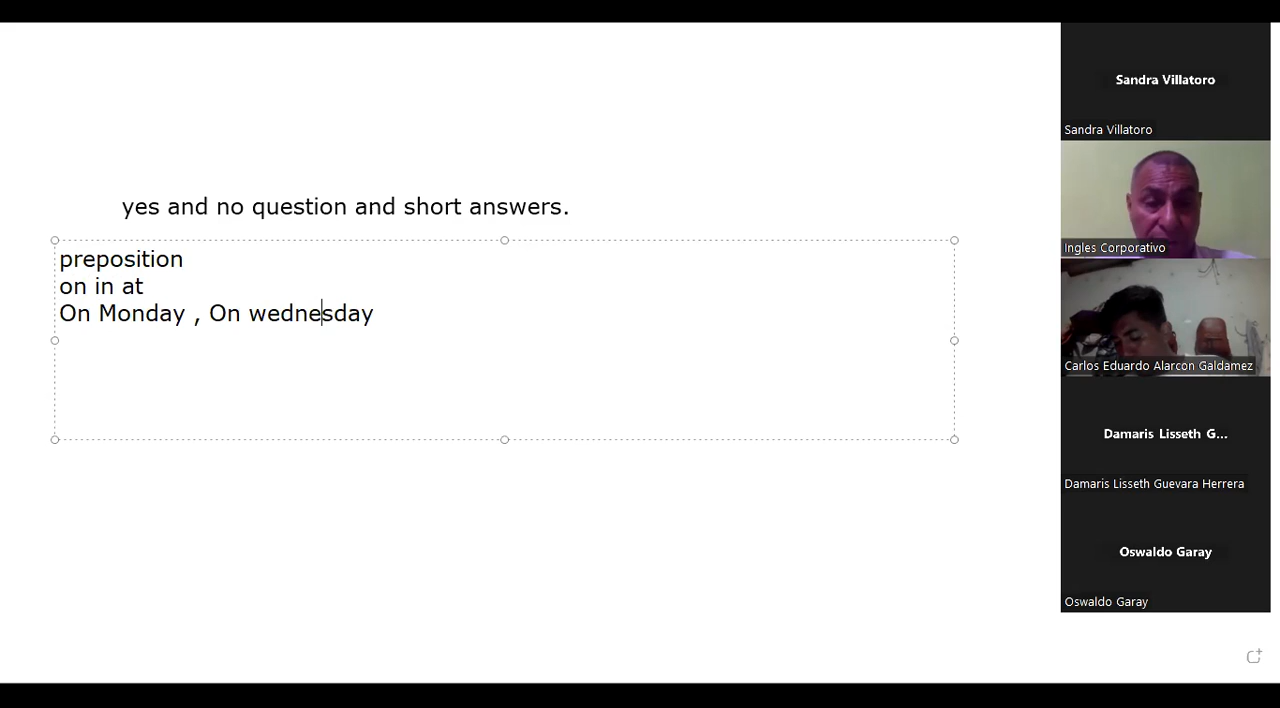 yes and no question and short answers.
preposition
on in at
On Monday , On wednesday
Sandra Villatoro
Sandra Villatoro
Ingles Corporativo
Carlos Eduardo Alarcon Galdamez
Damaris Lisseth G...
Damaris Lisseth Guevara Herrera
Oswaldo Garay
Oswaldo Garay